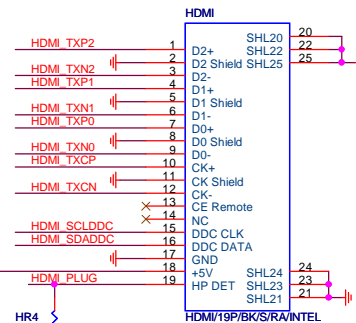 HDMI
HDMI_TXP2 1 D2+ SHL20 20
2 D2 Shield SHL22 22
HDMI_TXN2 3 D2- SHL25 25
HDMI_TXP1 4 D1+
5 D1 Shield
HDMI_TXN1 6 D1-
HDMI_TXP0 7 D0+
8 D0 Shield
HDMI_TXN0 9 D0-
HDMI_TXCP 10 CK+
11 CK Shield
HDMI_TXCN 12 CK-
13 CE Remote
14 NC
HDMI_SCLDDC 15 DDC CLK
HDMI_SDADDC 16 DDC DATA
17 GND
18 +5V SHL24 24
HDMI_PLUG 19 HP DET SHL23 23
SHL21 21
HR4 HDMI/19P/BK/S/RA/INTEL